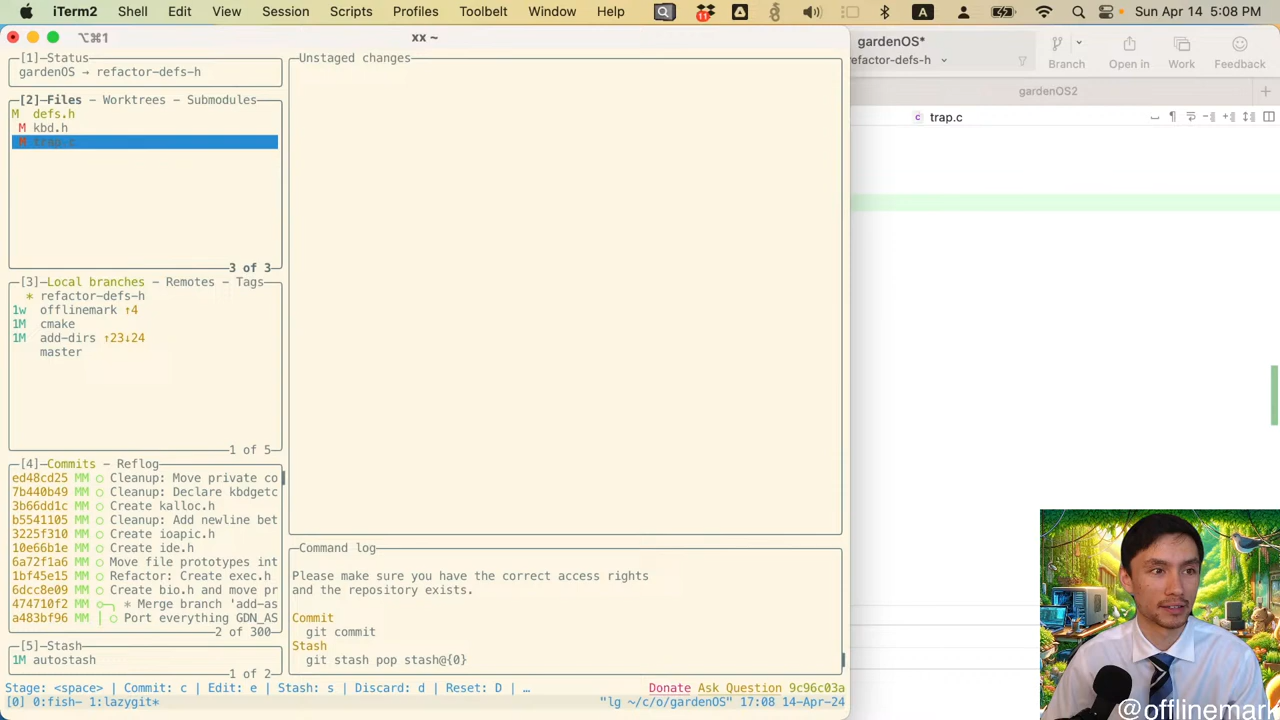 iTerm2 Shell Edit View Session Scripts Profiles Toolbelt Window Help 11 A Sun Apr 14 5:08 PM
⌥⌘1 xx ~
gardenOS*
refactor-defs-h
Branch Open in Work Feedback
gardenOS2
trap.c
[1]-Status
gardenOS → refactor-defs-h
[2]-Files - Worktrees - Submodules
M defs.h
M kbd.h
M trap.c
3 of 3
[3]-Local branches - Remotes - Tags
* refactor-defs-h
1w offlinemark ↑4
1M cmake
1M add-dirs ↑23↓24
master
1 of 5
[4]-Commits - Reflog
ed48cd25 MM ○ Cleanup: Move private co
7b440b49 MM ○ Cleanup: Declare kbdgetc
3b66dd1c MM ○ Create kalloc.h
b5541105 MM ○ Cleanup: Add newline bet
3225f310 MM ○ Create ioapic.h
10e66b1e MM ○ Create ide.h
6a72f1a6 MM ○ Move file prototypes int
1bf45e15 MM ○ Refactor: Create exec.h
6dcc8e09 MM ○ Create bio.h and move pr
474710f2 MM ○─╮ * Merge branch 'add-as
a483bf96 MM │ ○ Port everything GDN_AS
2 of 300
[5]-Stash
1M autostash
1 of 2
Unstaged changes
Command log
Please make sure you have the correct access rights
and the repository exists.
Commit
git commit
Stash
git stash pop stash@{0}
Stage: <space> | Commit: c | Edit: e | Stash: s | Discard: d | Reset: D | … Donate Ask Question 9c96c03a
[0] 0:fish- 1:lazygit* "lg ~/c/o/gardenOS" 17:08 14-Apr-24
@offlinemark